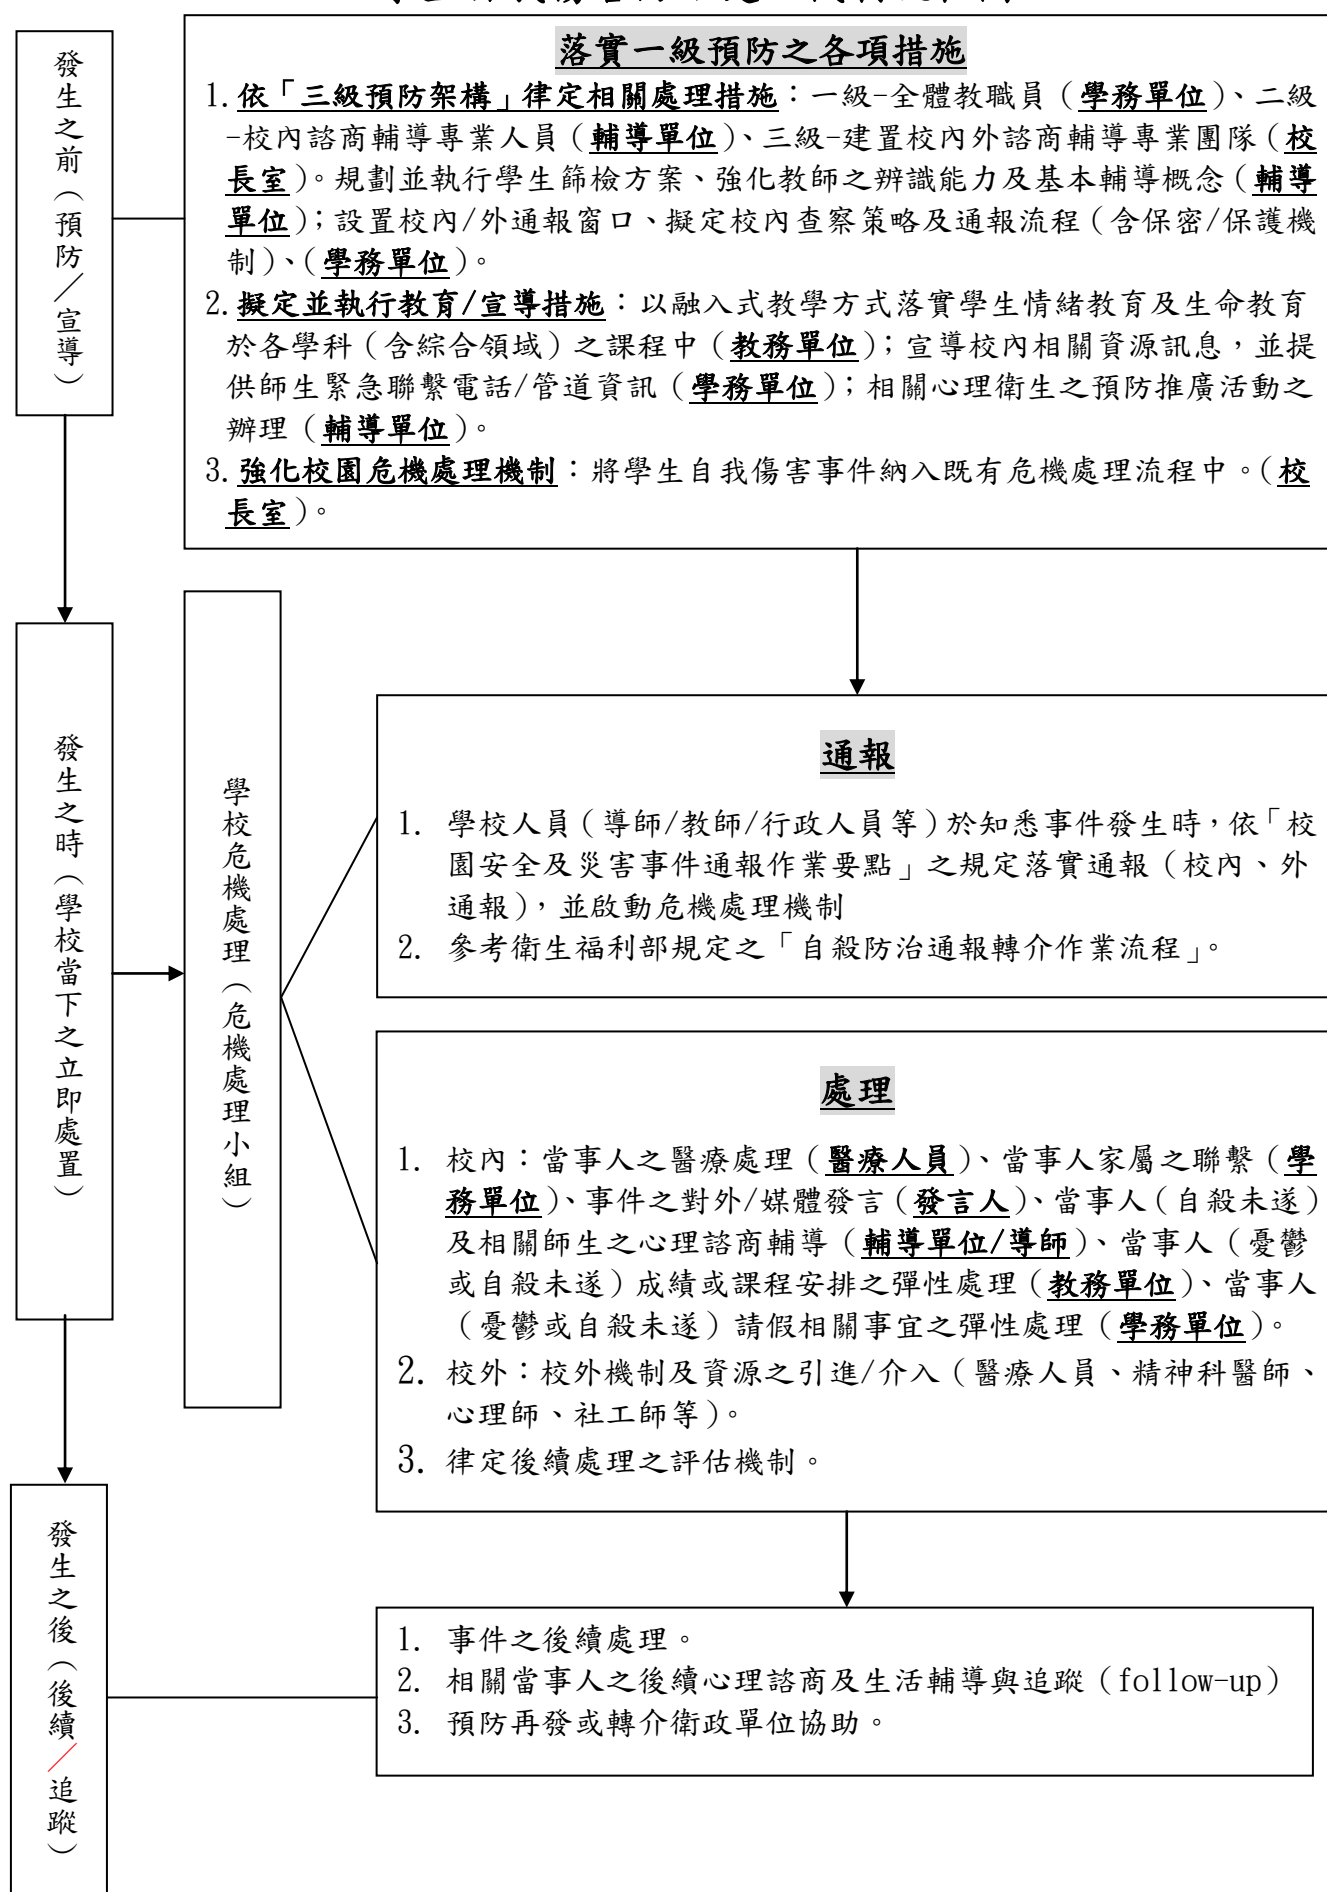 發生之前（預防／宣導）
落實一級預防之各項措施
1.依「三級預防架構」律定相關處理措施：一級-全體教職員（學務單位）、二級
-校內諮商輔導專業人員（輔導單位）、三級-建置校內外諮商輔導專業團隊（校
長室）。規劃並執行學生篩檢方案、強化教師之辨識能力及基本輔導概念（輔導
單位）；設置校內/外通報窗口、擬定校內查察策略及通報流程（含保密/保護機
制）、（學務單位）。
2.擬定並執行教育/宣導措施：以融入式教學方式落實學生情緒教育及生命教育
於各學科（含綜合領域）之課程中（教務單位）；宣導校內相關資源訊息，並提
供師生緊急聯繫電話/管道資訊（學務單位）；相關心理衛生之預防推廣活動之
辦理（輔導單位）。
3.強化校園危機處理機制：將學生自我傷害事件納入既有危機處理流程中。（校
長室）。
發生之時（學校當下之立即處置）
學校危機處理（危機處理小組）
通報
1. 學校人員（導師/教師/行政人員等）於知悉事件發生時，依「校
園安全及災害事件通報作業要點」之規定落實通報（校內、外
通報），並啟動危機處理機制
2. 參考衛生福利部規定之「自殺防治通報轉介作業流程」。
處理
1. 校內：當事人之醫療處理（醫療人員）、當事人家屬之聯繫（學
務單位）、事件之對外/媒體發言（發言人）、當事人（自殺未遂）
及相關師生之心理諮商輔導（輔導單位/導師）、當事人（憂鬱
或自殺未遂）成績或課程安排之彈性處理（教務單位）、當事人
（憂鬱或自殺未遂）請假相關事宜之彈性處理（學務單位）。
2. 校外：校外機制及資源之引進/介入（醫療人員、精神科醫師、
心理師、社工師等）。
3. 律定後續處理之評估機制。
發生之後（後續／追蹤）
1. 事件之後續處理。
2. 相關當事人之後續心理諮商及生活輔導與追蹤（follow-up）
3. 預防再發或轉介衛政單位協助。